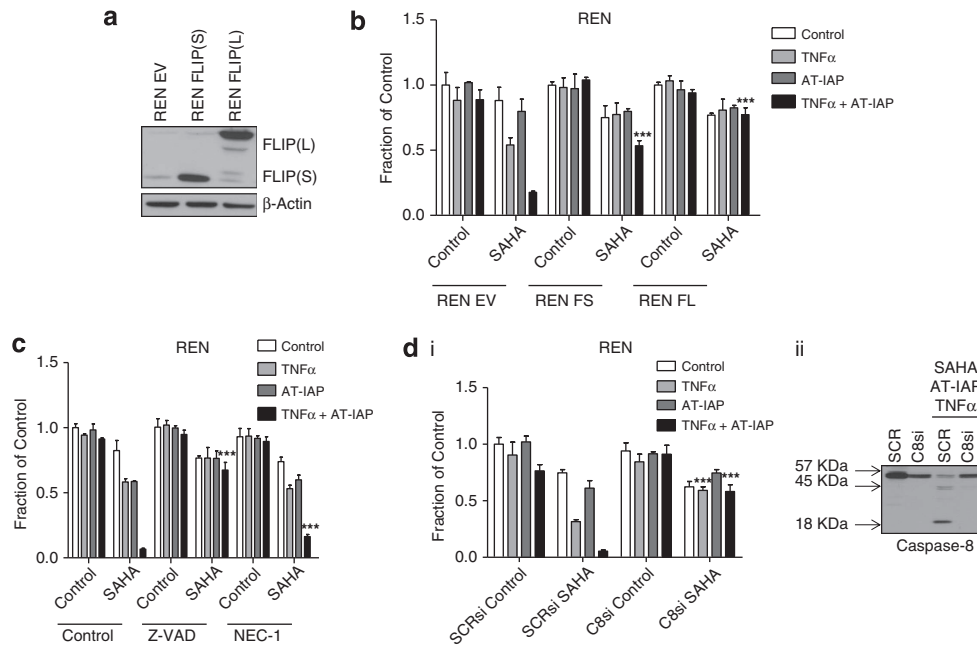 a
REN EV
REN FLIP(S)
REN FLIP(L)
FLIP(L)
FLIP(S)
β-Actin
b
REN
Fraction of Control
1.5
1.0
0.5
0.0
***
***
Control
TNFα
AT-IAP
TNFα + AT-IAP
Control
SAHA
Control
SAHA
Control
SAHA
REN EV
REN FS
REN FL
c
REN
Fraction of Control
1.5
1.0
0.5
0.0
***
***
Control
TNFα
AT-IAP
TNFα + AT-IAP
Control
SAHA
Control
SAHA
Control
SAHA
Control
Z-VAD
NEC-1
d i
REN
Fraction of Control
1.5
1.0
0.5
0.0
***
***
Control
TNFα
AT-IAP
TNFα + AT-IAP
SCRsi Control
SCRsi SAHA
C8si Control
C8si SAHA
ii
SAHA
AT-IAP
TNFα
SCR
C8si
SCR
C8si
57 KDa
45 KDa
18 KDa
Caspase-8